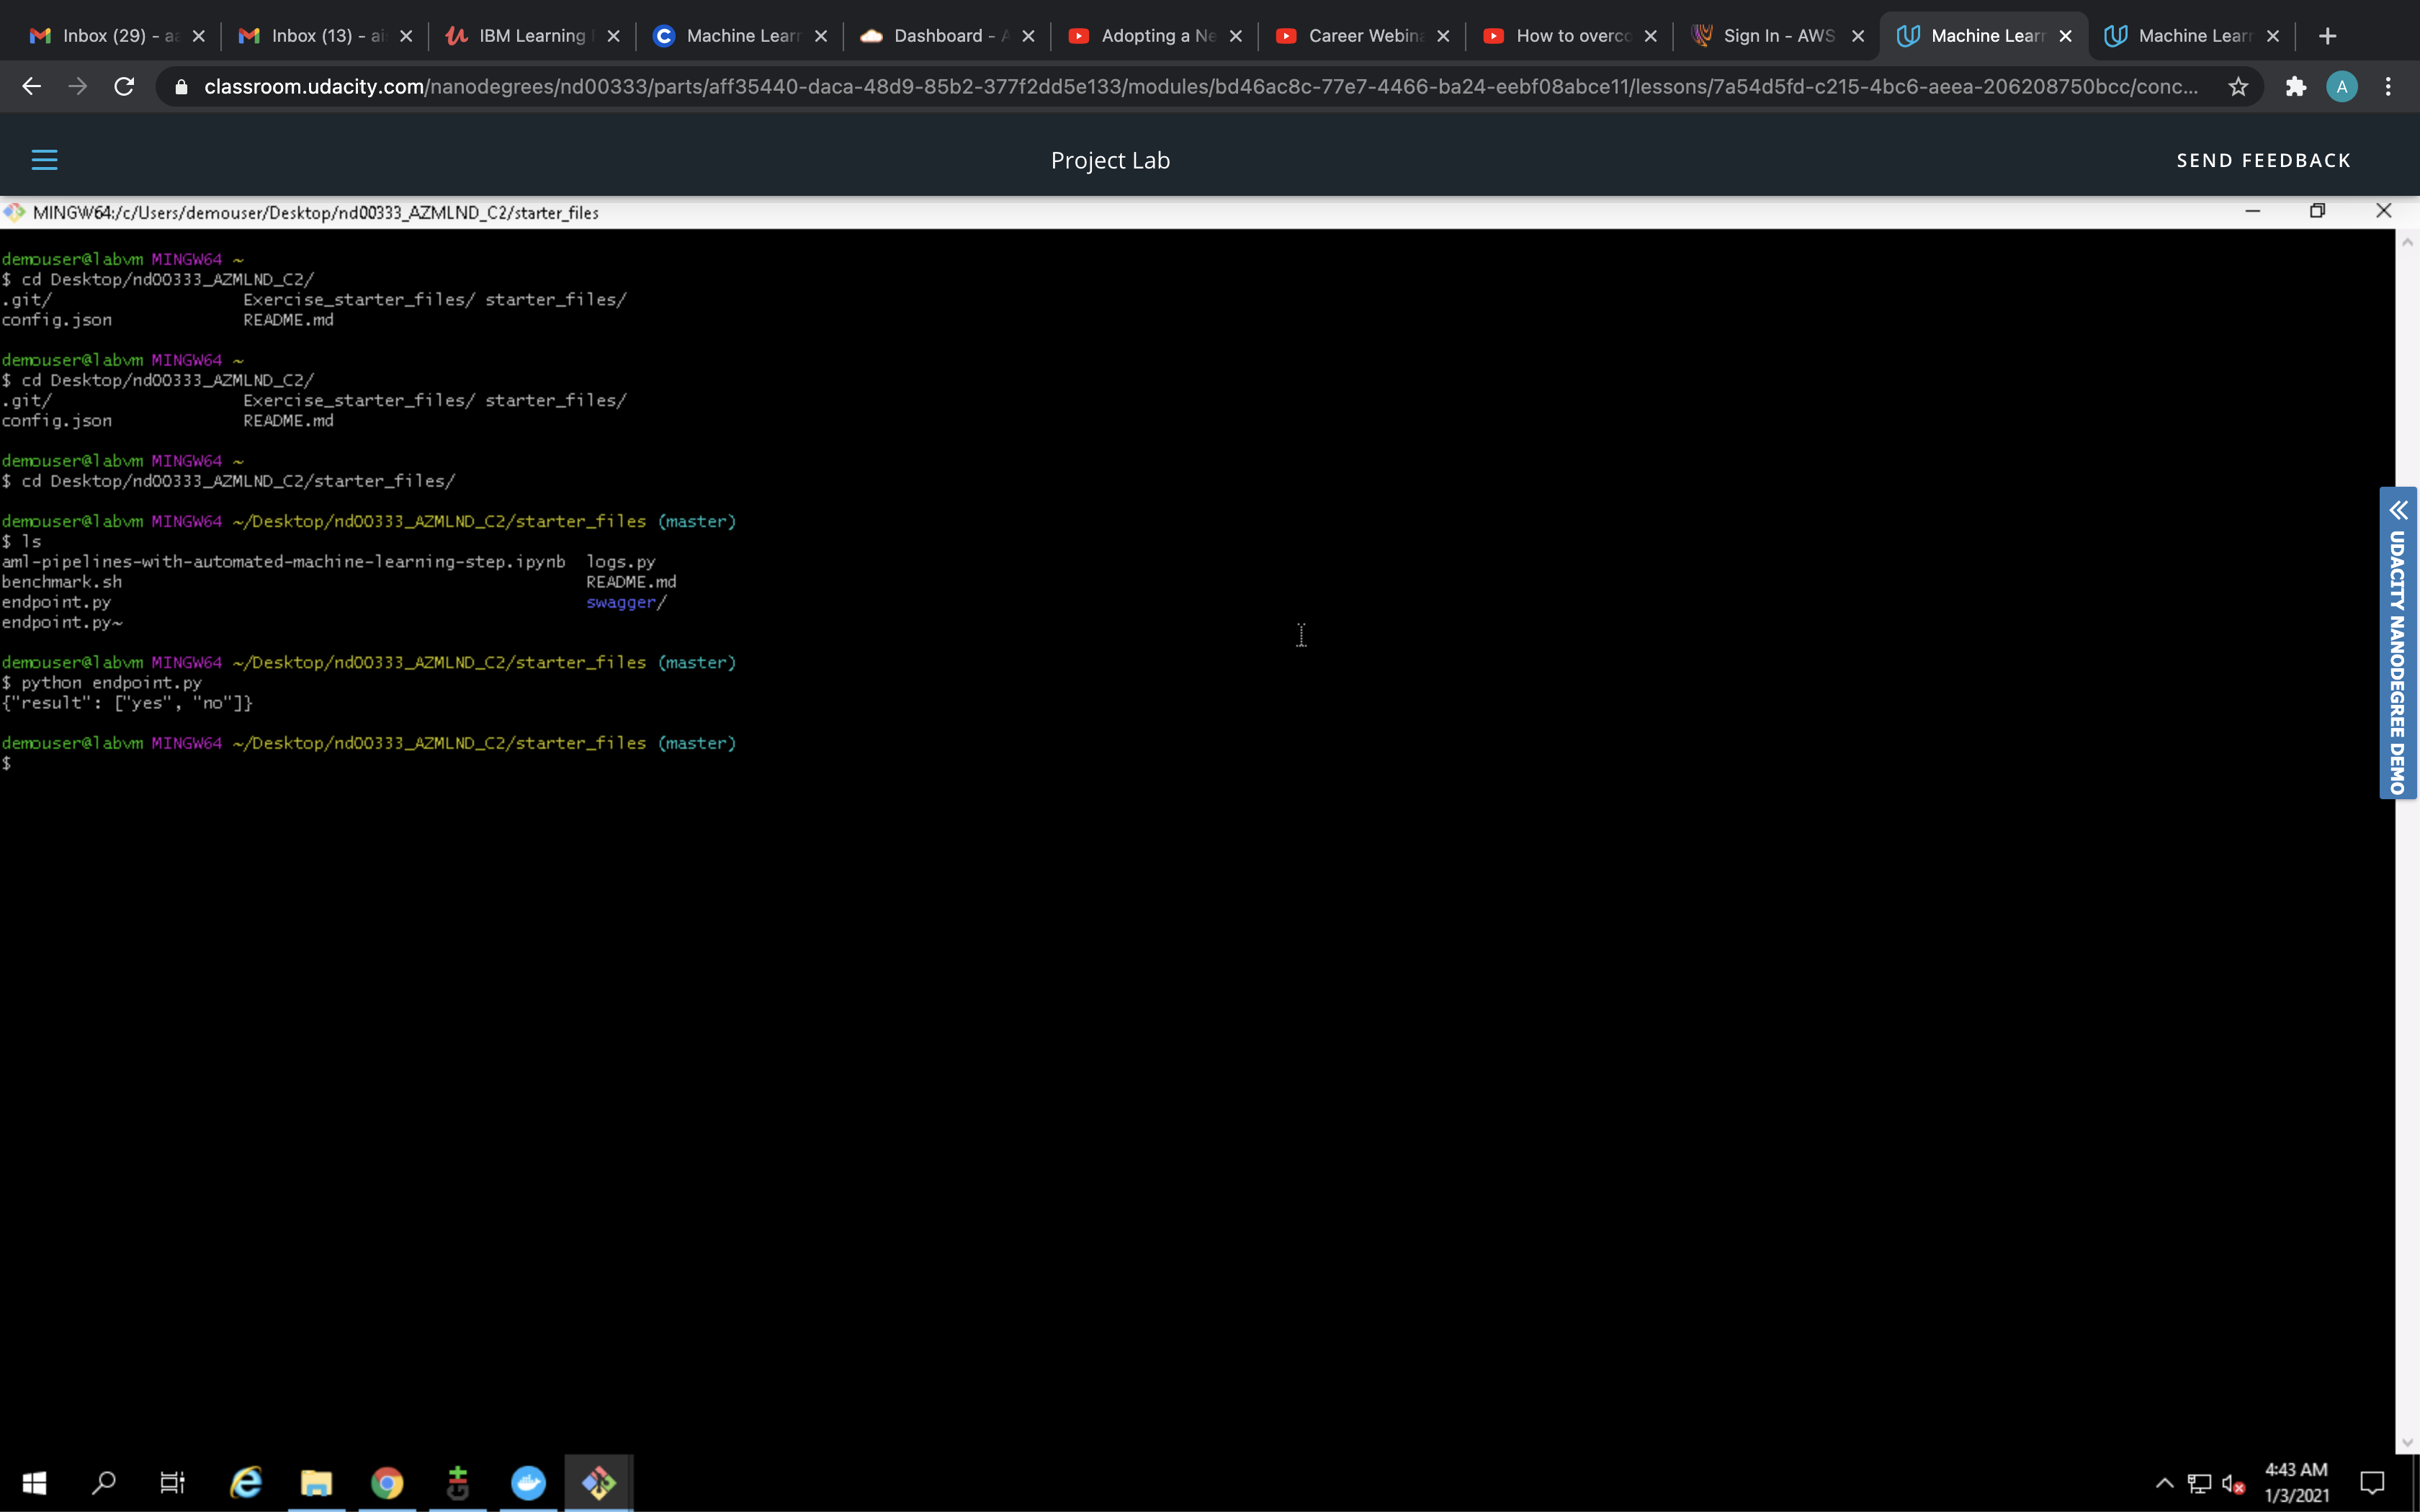 Inbox (29) - aa
Inbox (13) - ai
IBM Learning
Machine Lear
Dashboard - A
Adopting a Ne
Career Webina
How to overco
Sign In - AWS
Machine Lear
Machine Lear
classroom.udacity.com/nanodegrees/nd00333/parts/aff35440-daca-48d9-85b2-377f2dd5e133/modules/bd46ac8c-77e7-4466-ba24-eebf08abce11/lessons/7a54d5fd-c215-4bc6-aeea-206208750bcc/conc...
A
Project Lab
SEND FEEDBACK
MINGW64:/c/Users/demouser/Desktop/nd00333_AZMLND_C2/starter_files
demouser@labvm MINGW64 ~
$ cd Desktop/nd00333_AZMLND_C2/
.git/ Exercise_starter_files/ starter_files/
config.json README.md
demouser@labvm MINGW64 ~
$ cd Desktop/nd00333_AZMLND_C2/
.git/ Exercise_starter_files/ starter_files/
config.json README.md
demouser@labvm MINGW64 ~
$ cd Desktop/nd00333_AZMLND_C2/starter_files/
demouser@labvm MINGW64 ~/Desktop/nd00333_AZMLND_C2/starter_files (master)
$ ls
aml-pipelines-with-automated-machine-learning-step.ipynb logs.py
benchmark.sh README.md
endpoint.py swagger/
endpoint.py~
demouser@labvm MINGW64 ~/Desktop/nd00333_AZMLND_C2/starter_files (master)
$ python endpoint.py
{"result": ["yes", "no"]}
demouser@labvm MINGW64 ~/Desktop/nd00333_AZMLND_C2/starter_files (master)
$
UDACITY NANODEGREE DEMO
4:43 AM
1/3/2021